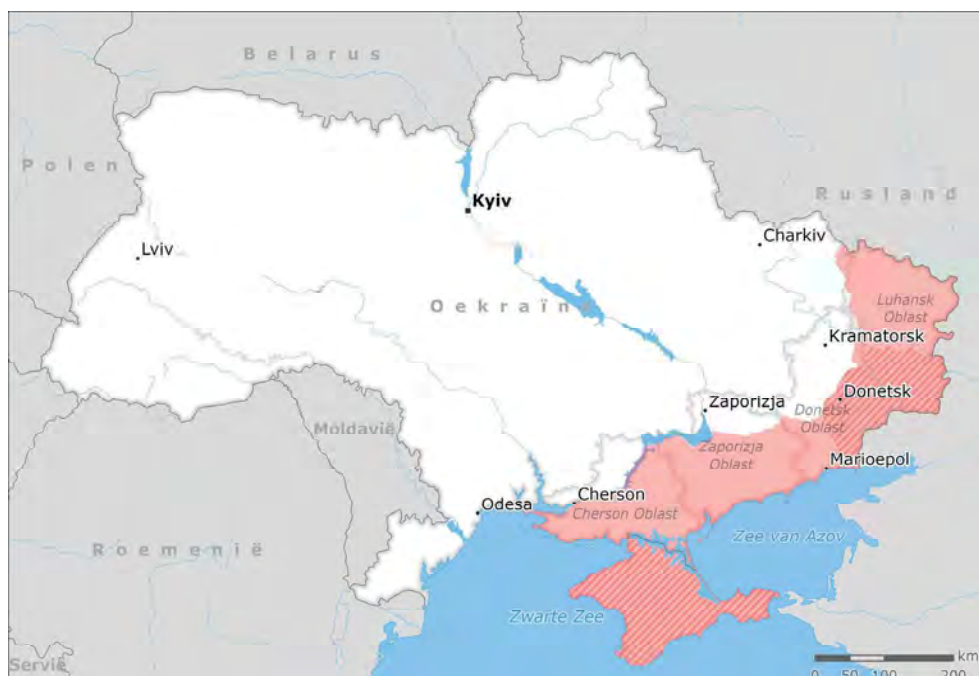 Belarus
Polen
Rusland
Kyiv
Charkiv
Lviv
Luhansk
Oblast
Oekraïne
Kramatorsk
Donetsk
Zaporizja
Donetsk
Oblast
Moldavië
Zaporizja
Oblast
Marioepol
Cherson
Odesa
Cherson Oblast
Zee van Azov
Roemenië
Zwarte Zee
Servië
km
0 50 100 200